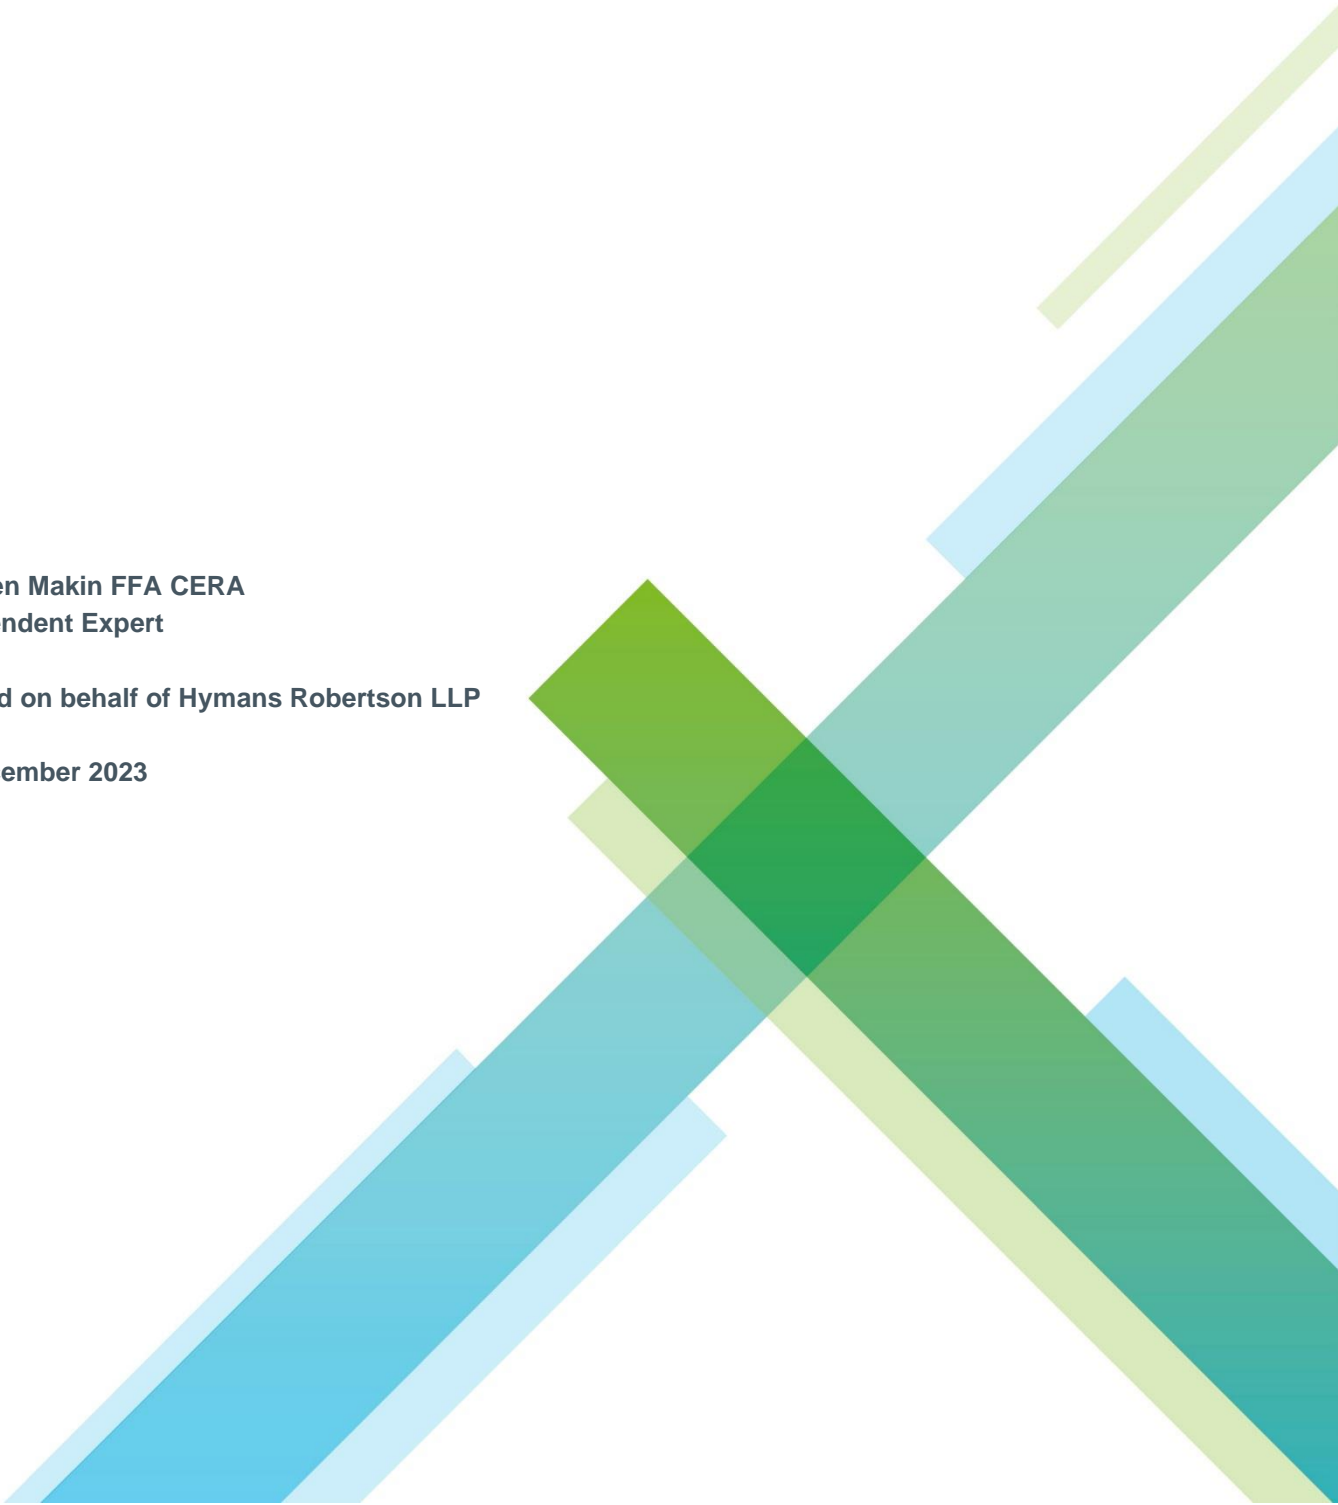 en Makin FFA CERA
ndent Expert
d on behalf of Hymans Robertson LLP
ember 2023